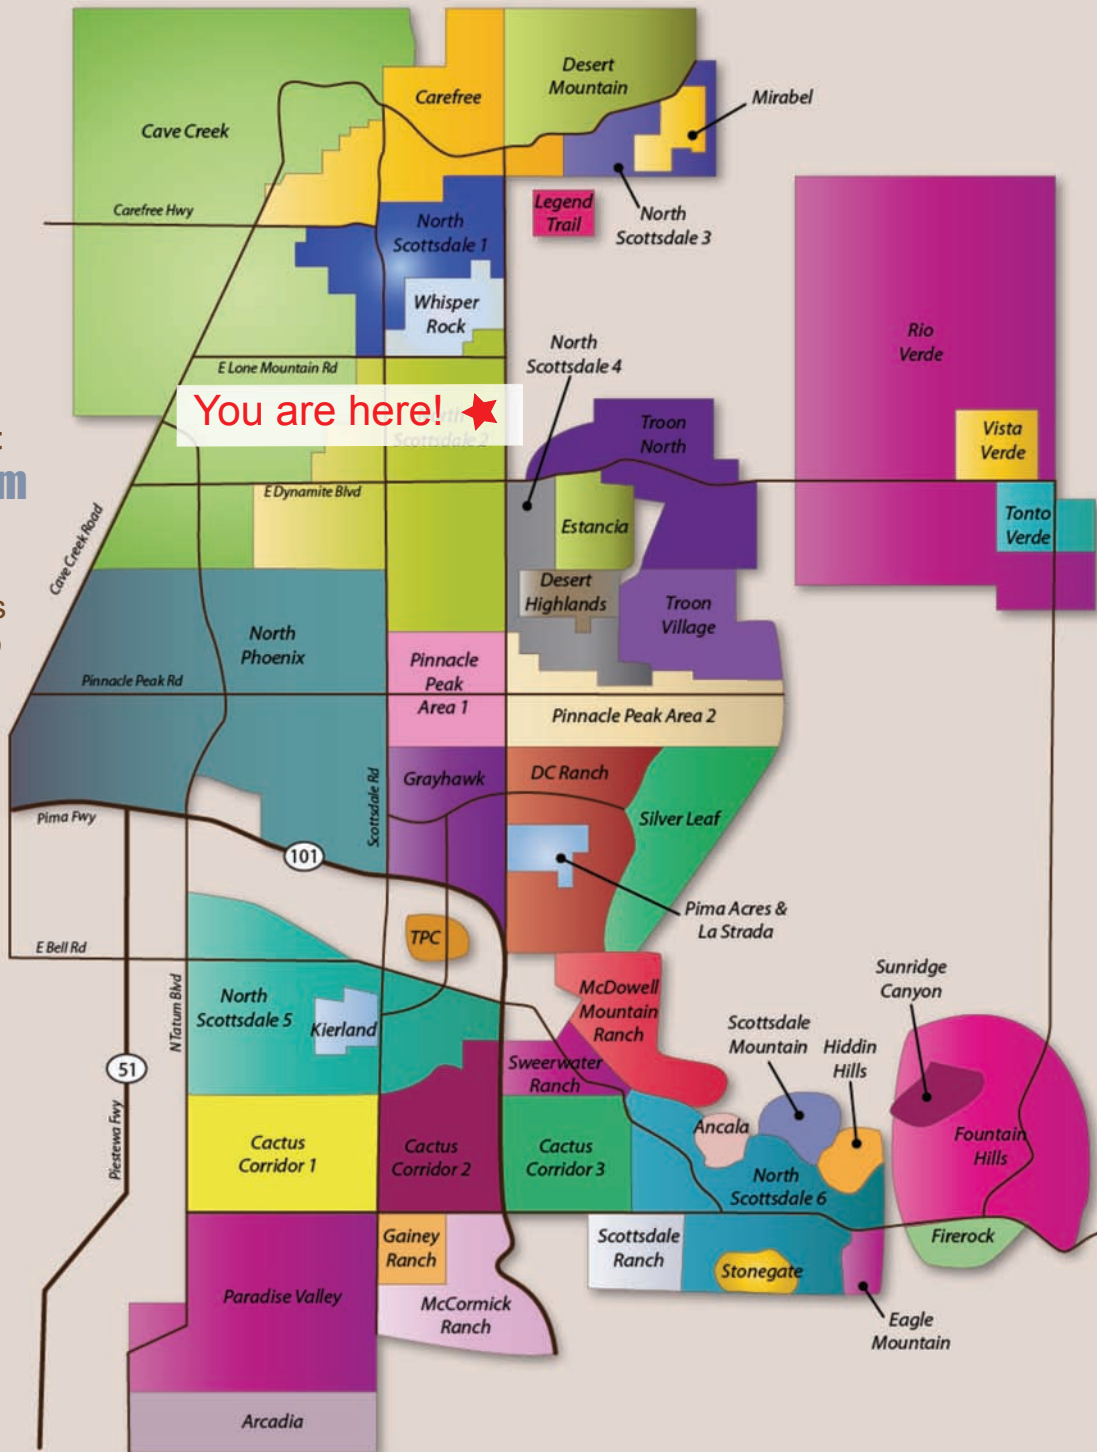 Desert
Mountain
Carefree
Mirabel
Cave Creek
Carefree Hwy
Legend
Trail
North
Scottsdale 3
North
Scottsdale 1
Whisper
Rock
Rio
Verde
North
Scottsdale 4
E Lone Mountain Rd
You are here!
North
Scottsdale 2
Troon
North
Vista
Verde
m
E Dynamite Blvd
Estancia
Tonto
Verde
Cave Creek Road
Desert
Highlands
Troon
Village
s
North
Phoenix
Pinnacle
Peak
Area 1
Pinnacle Peak Rd
Pinnacle Peak Area 2
Grayhawk
DC Ranch
Scottsdale Rd
Silver Leaf
Pima Fwy
101
Pima Acres &
La Strada
TPC
E Bell Rd
N Tatum Blvd
North
Scottsdale 5
Kierland
McDowell
Mountain
Ranch
Sunridge
Canyon
Scottsdale
Mountain
Hiddin
Hills
51
Sweerwater
Ranch
Piestewa Fwy
Cactus
Corridor 1
Cactus
Corridor 2
Cactus
Corridor 3
Ancala
Fountain
Hills
North
Scottsdale 6
Gainey
Ranch
Scottsdale
Ranch
Firerock
Stonegate
Paradise Valley
McCormick
Ranch
Eagle
Mountain
Arcadia